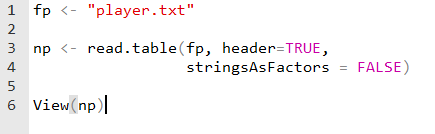 1 fp <- "player.txt"
2
3 np <- read.table(fp, header=TRUE,
4                  stringsAsFactors = FALSE)
5
6 View(np)